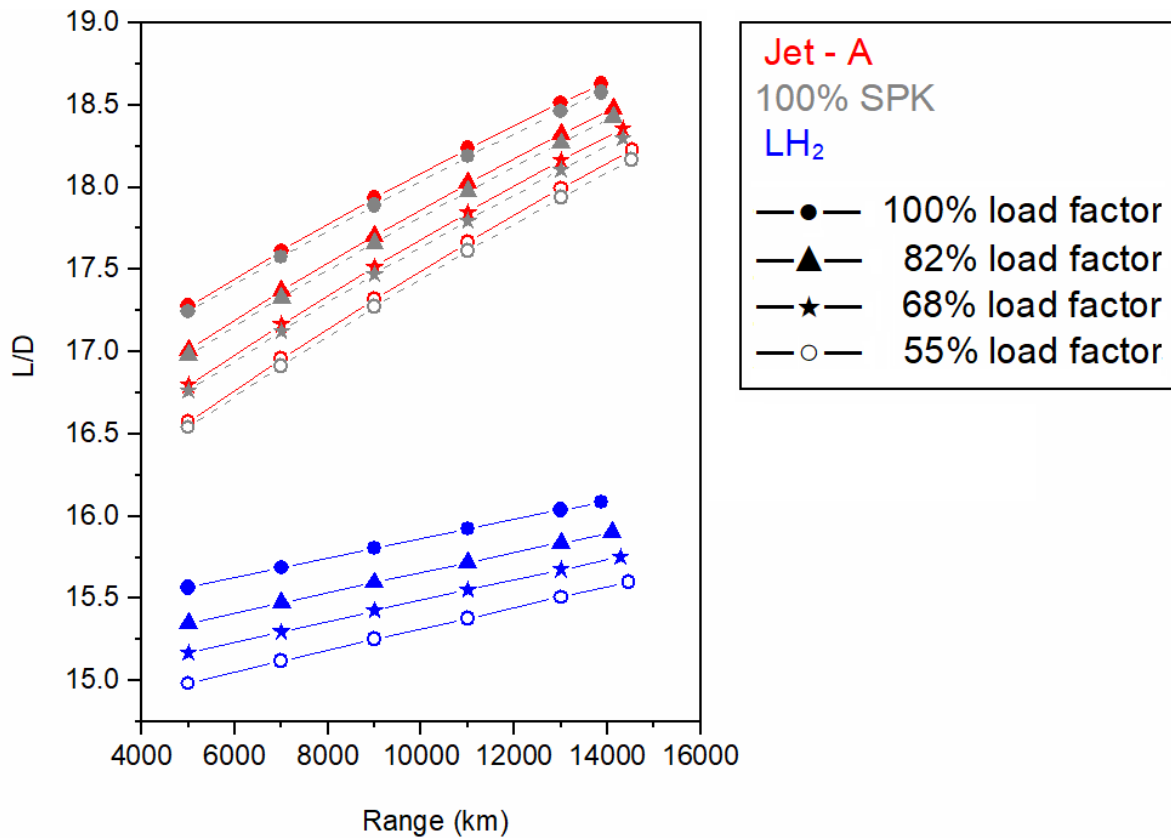 19.0
18.5
18.0
17.5
17.0
16.5
16.0
15.5
15.0
L/D
4000 6000 8000 10000 12000 14000 16000
Range (km)
Jet - A
100% SPK
LH₂
100% load factor
82% load factor
68% load factor
55% load factor